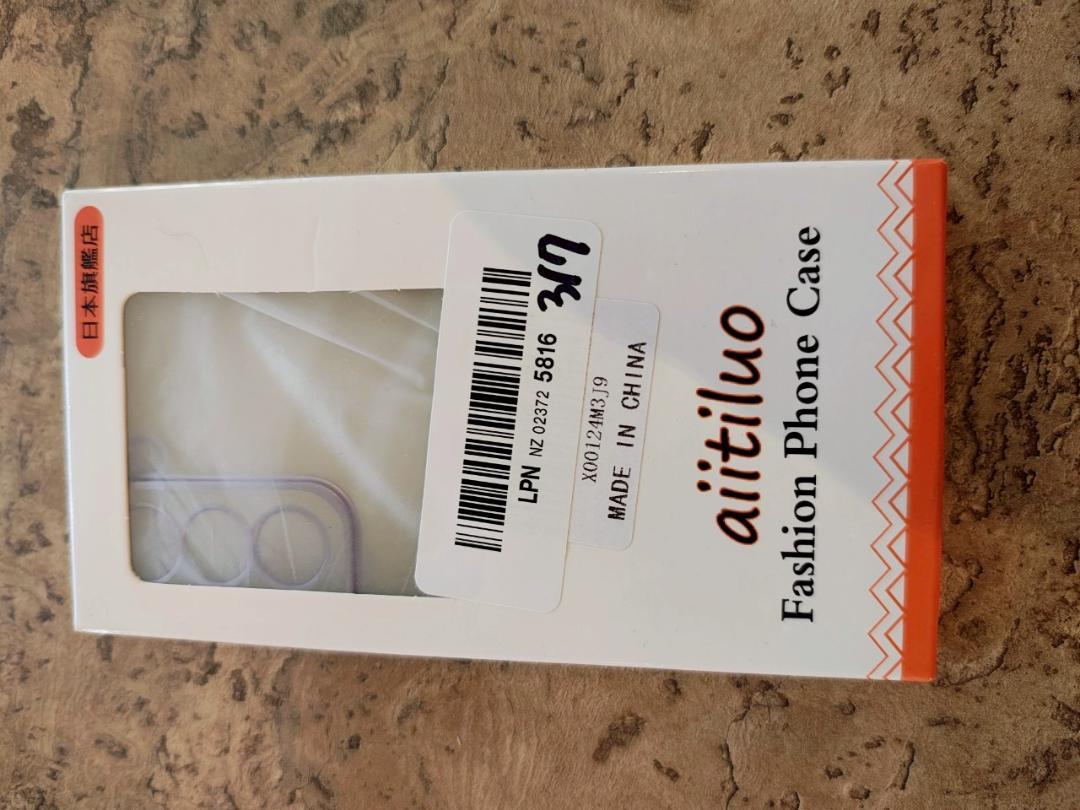 日本旗艦店
317
LPN NZ 02372 5816
X00124M3J9
MADE IN CHINA
aiitiluo
Fashion Phone Case